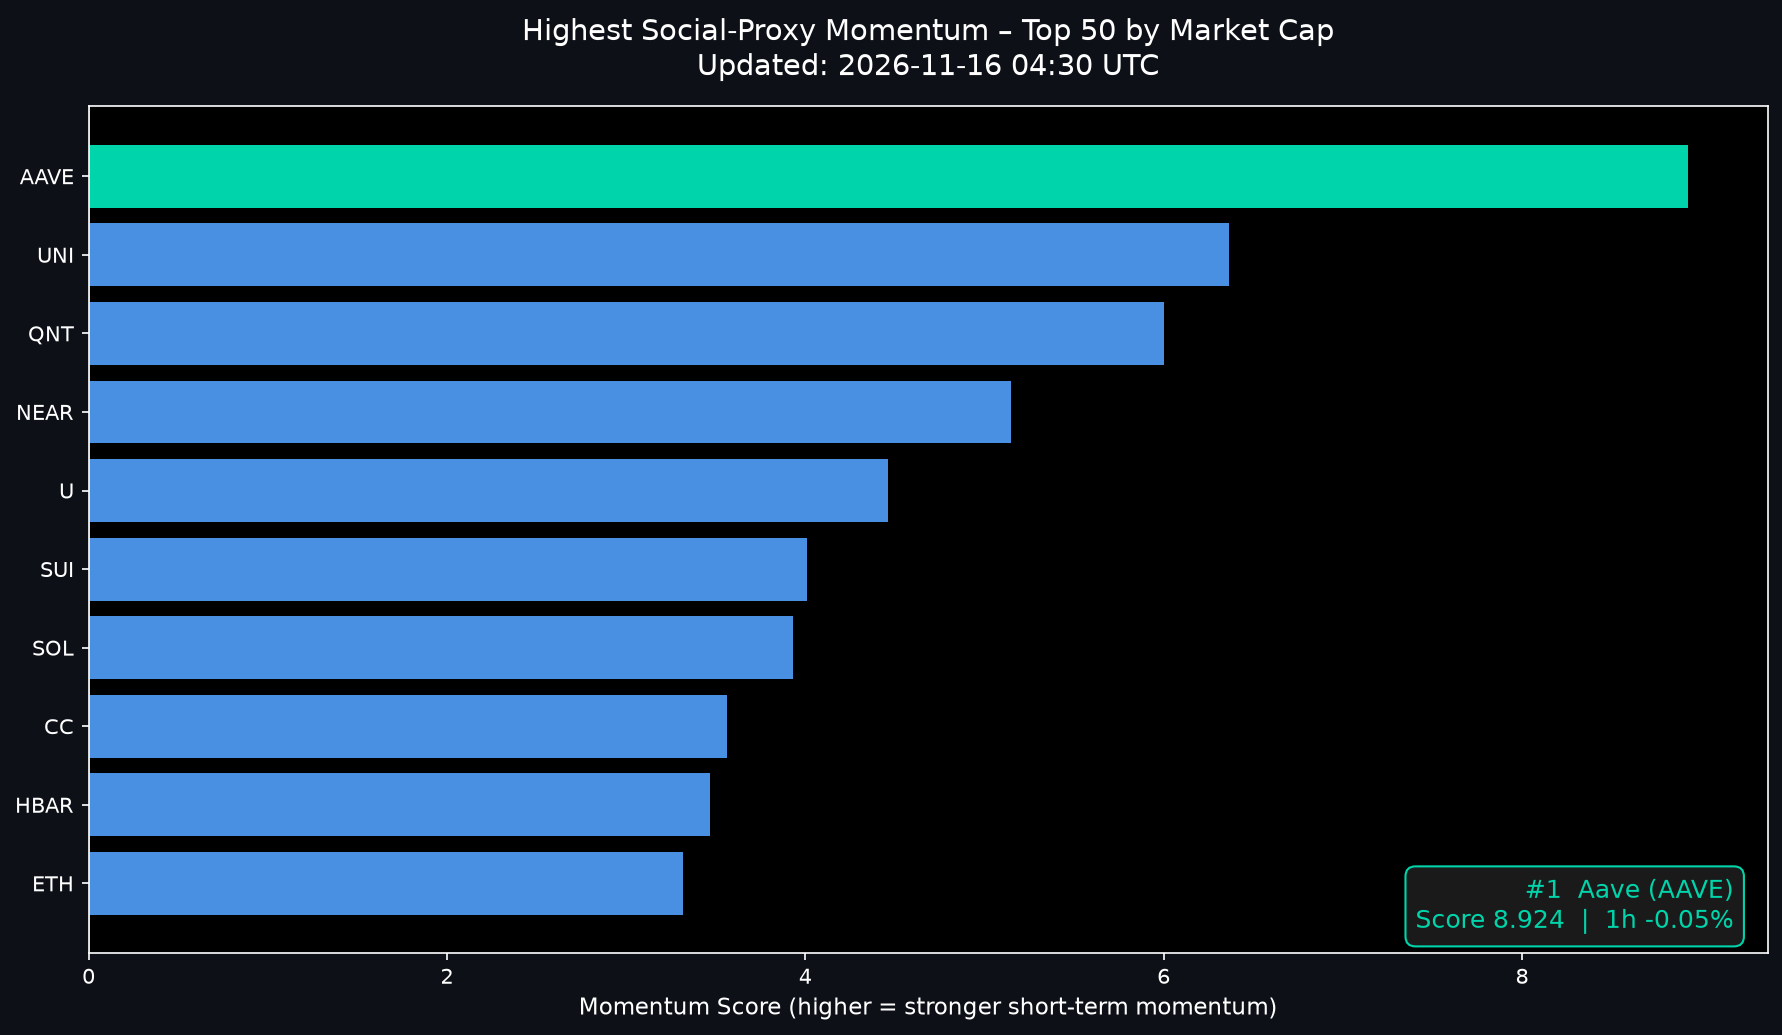 Highest Social-Proxy Momentum – Top 50 by Market Cap
Updated: 2026-11-16 04:30 UTC
AAVE
UNI
QNT
NEAR
U
SUI
SOL
CC
HBAR
ETH
#1  Aave (AAVE)
Score 8.924  |  1h -0.05%
0 2 4 6 8
Momentum Score (higher = stronger short-term momentum)